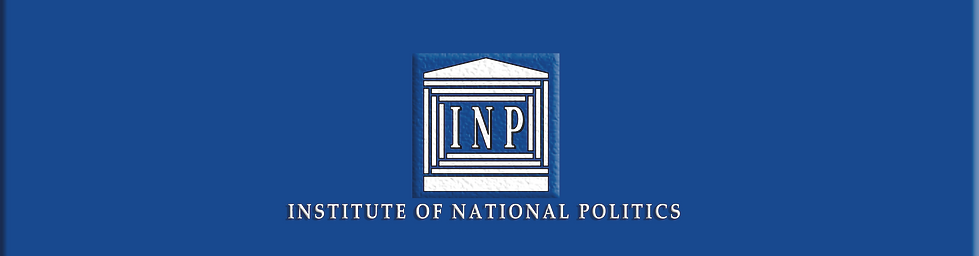 INP
INSTITUTE OF NATIONAL POLITICS